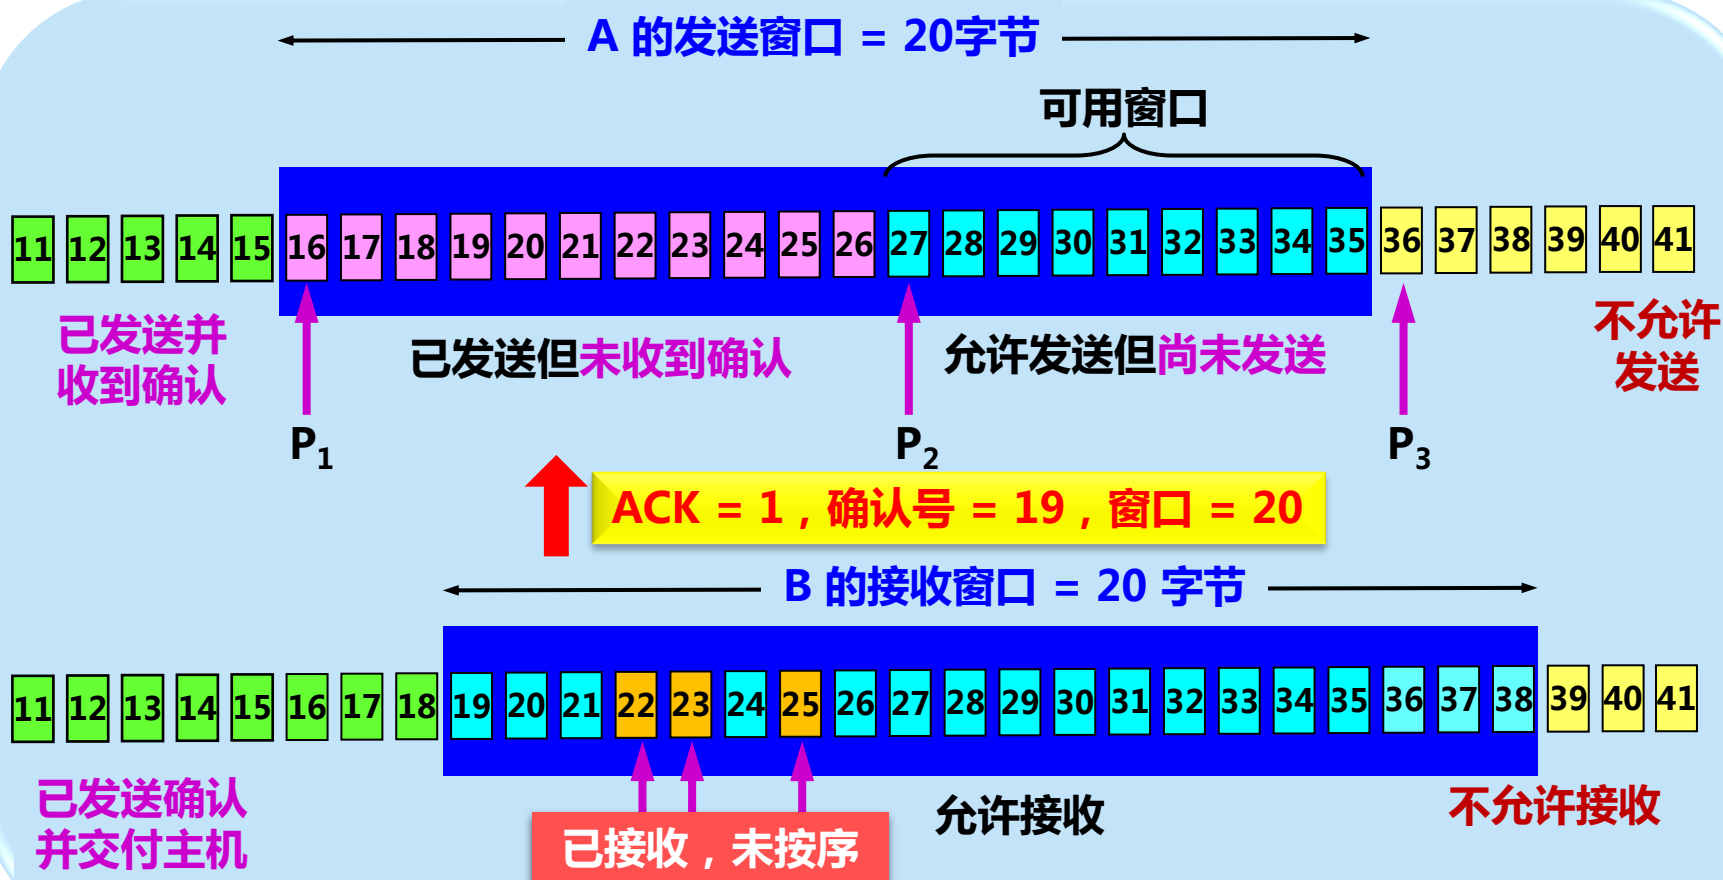 A 的发送窗口 = 20字节
可用窗口
11 12 13 14 15 16 17 18 19 20 21 22 23 24 25 26 27 28 29 30 31 32 33 34 35 36 37 38 39 40 41
已发送并
收到确认
已发送但未收到确认
允许发送但尚未发送
不允许
发送
P1
P2
P3
ACK = 1，确认号 = 19，窗口 = 20
B 的接收窗口 = 20 字节
11 12 13 14 15 16 17 18 19 20 21 22 23 24 25 26 27 28 29 30 31 32 33 34 35 36 37 38 39 40 41
已发送确认
并交付主机
已接收，未按序
允许接收
不允许接收